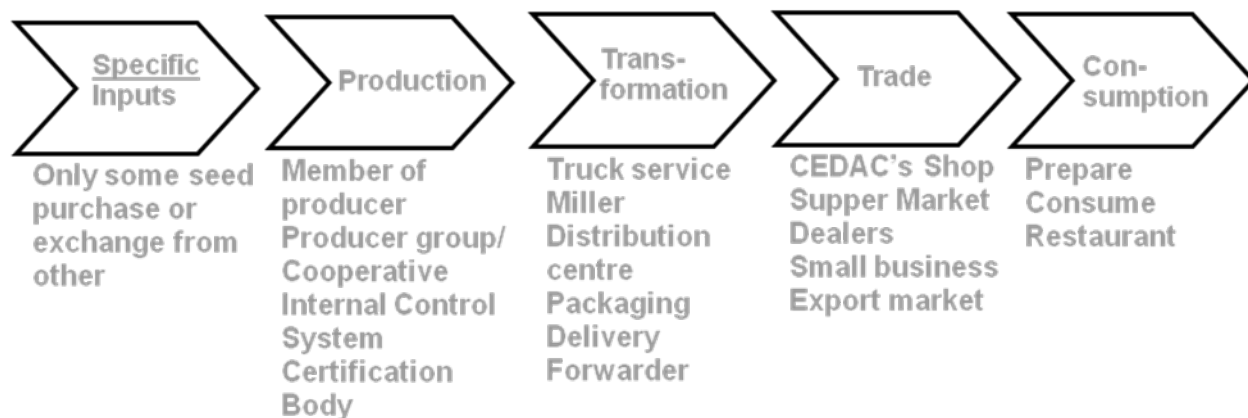 Specific
Inputs
Production
Trans-
formation
Trade
Con-
sumption
Only some seed
purchase or
exchange from
other
Member of
producer
Producer group/
Cooperative
Internal Control
System
Certification
Body
Truck service
Miller
Distribution
centre
Packaging
Delivery
Forwarder
CEDAC’s Shop
Supper Market
Dealers
Small business
Export market
Prepare
Consume
Restaurant